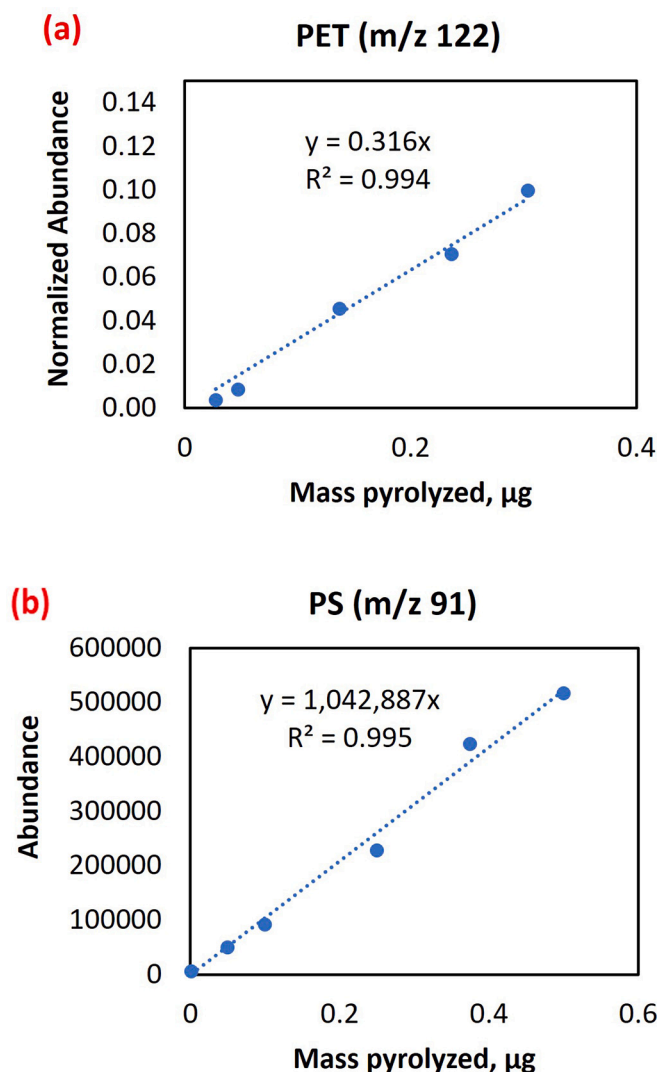 (a)
PET (m/z 122)
Normalized Abundance
0.14
0.12
0.10
0.08
0.06
0.04
0.02
0.00
y = 0.316x
R² = 0.994
0
0.2
0.4
Mass pyrolyzed, µg
(b)
PS (m/z 91)
Abundance
600000
500000
400000
300000
200000
100000
0
y = 1,042,887x
R² = 0.995
0
0.2
0.4
0.6
Mass pyrolyzed, µg